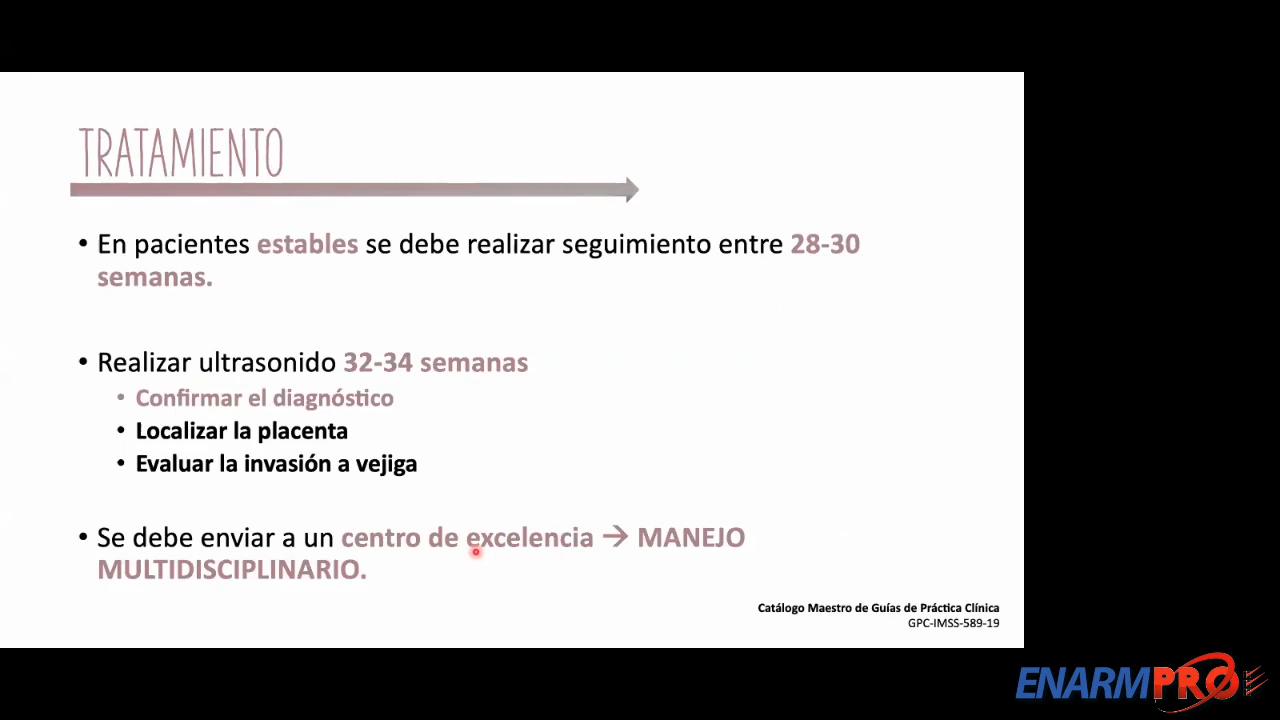 TRATAMIENTO
• En pacientes estables se debe realizar seguimiento entre 28-30
semanas.
• Realizar ultrasonido 32-34 semanas
• Confirmar el diagnóstico
• Localizar la placenta
• Evaluar la invasión a vejiga
• Se debe enviar a un centro de excelencia → MANEJO
MULTIDISCIPLINARIO.
Catálogo Maestro de Guías de Práctica Clínica
GPC-IMSS-589-19
ENARMPRO